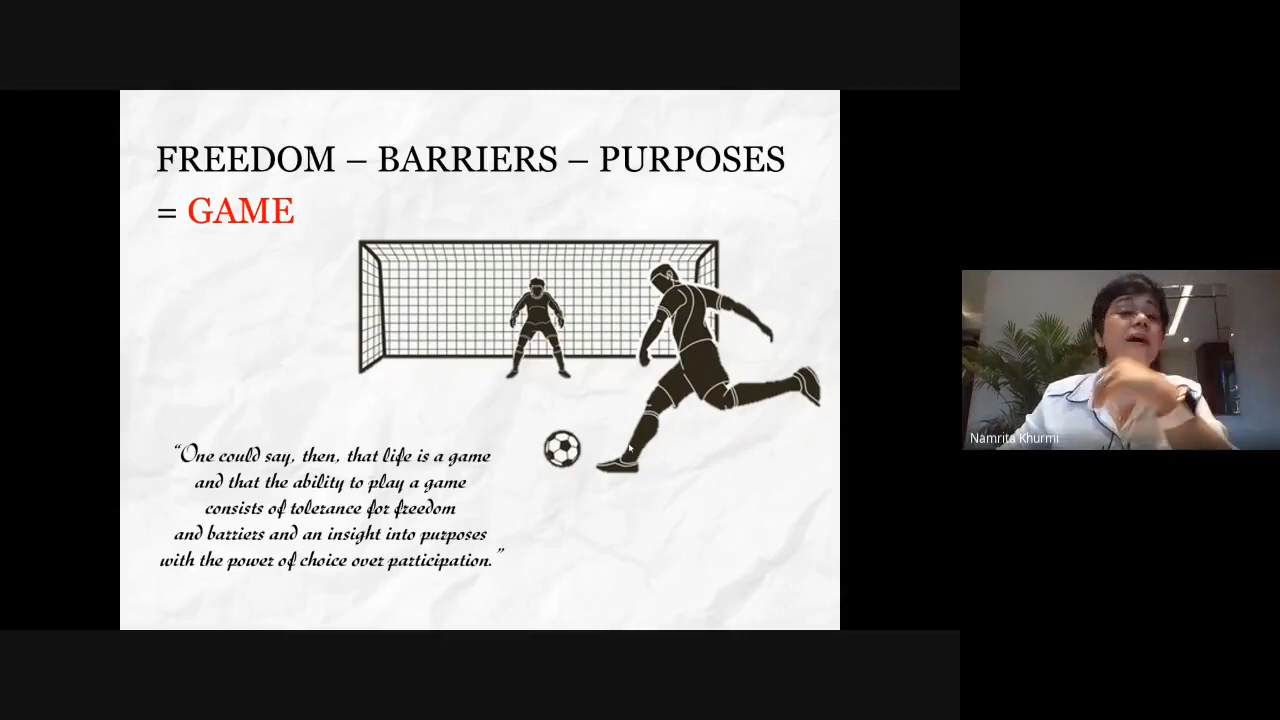 FREEDOM – BARRIERS – PURPOSES
= GAME
“One could say, then, that life is a game
and that the ability to play a game
consists of tolerance for freedom
and barriers and an insight into purposes
with the power of choice over participation.”
Namrita Khurmi